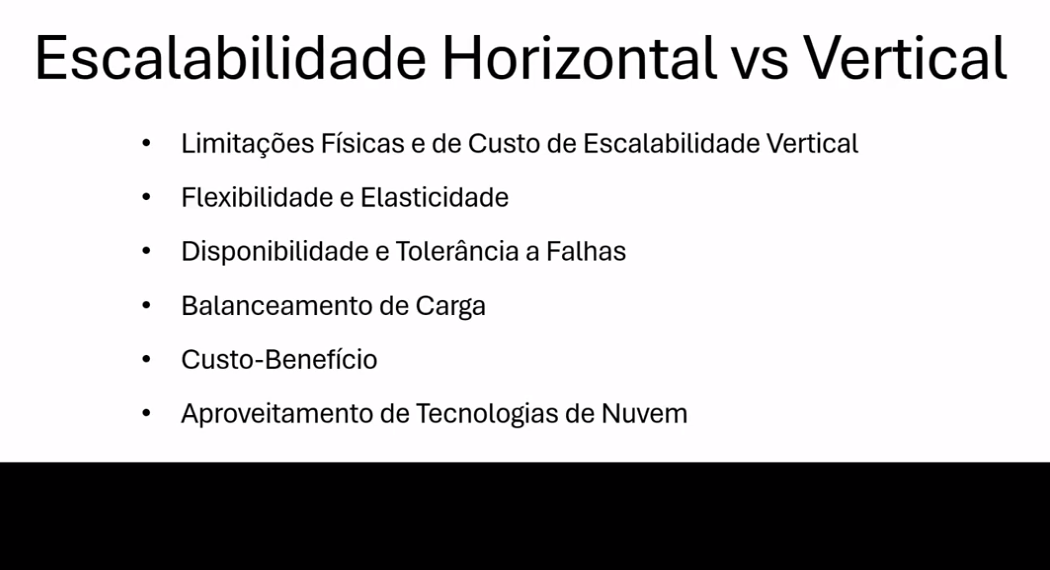 Escalabilidade Horizontal vs Vertical
• Limitações Físicas e de Custo de Escalabilidade Vertical
• Flexibilidade e Elasticidade
• Disponibilidade e Tolerância a Falhas
• Balanceamento de Carga
• Custo-Benefício
• Aproveitamento de Tecnologias de Nuvem